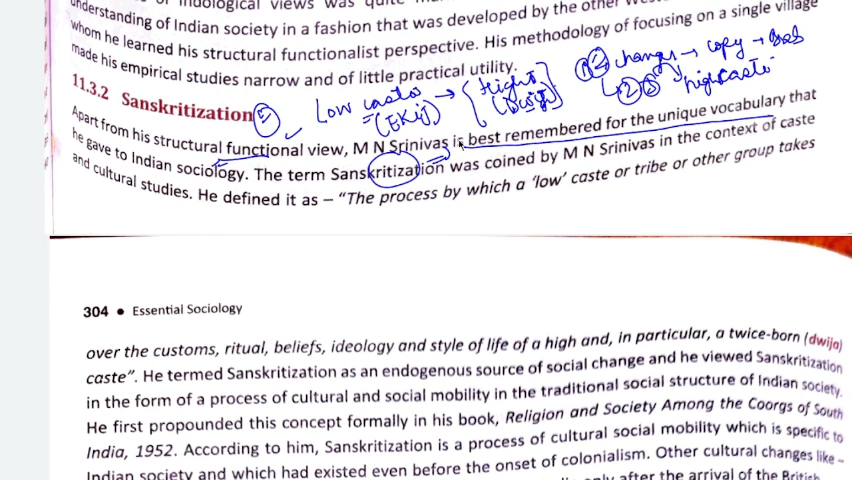 of Indological views was quite
understanding of Indian society in a fashion that was developed by the other
whom he learned his structural functionalist perspective. His methodology of focusing on a single village
made his empirical studies narrow and of little practical utility.
change → copy →
high caste
Low caste → High
11.3.2 Sanskritization
Apart from his structural functional view, M N Srinivas is best remembered for the unique vocabulary that
he gave to Indian sociology. The term Sanskritization was coined by M N Srinivas in the context of caste
and cultural studies. He defined it as – “The process by which a ‘low’ caste or tribe or other group takes
304 • Essential Sociology
over the customs, ritual, beliefs, ideology and style of life of a high and, in particular, a twice-born (dwija)
caste”. He termed Sanskritization as an endogenous source of social change and he viewed Sanskritization
in the form of a process of cultural and social mobility in the traditional social structure of Indian society.
He first propounded this concept formally in his book, Religion and Society Among the Coorgs of South
India, 1952. According to him, Sanskritization is a process of cultural social mobility which is specific to
Indian society and which had existed even before the onset of colonialism. Other cultural changes like –
only after the arrival of the British